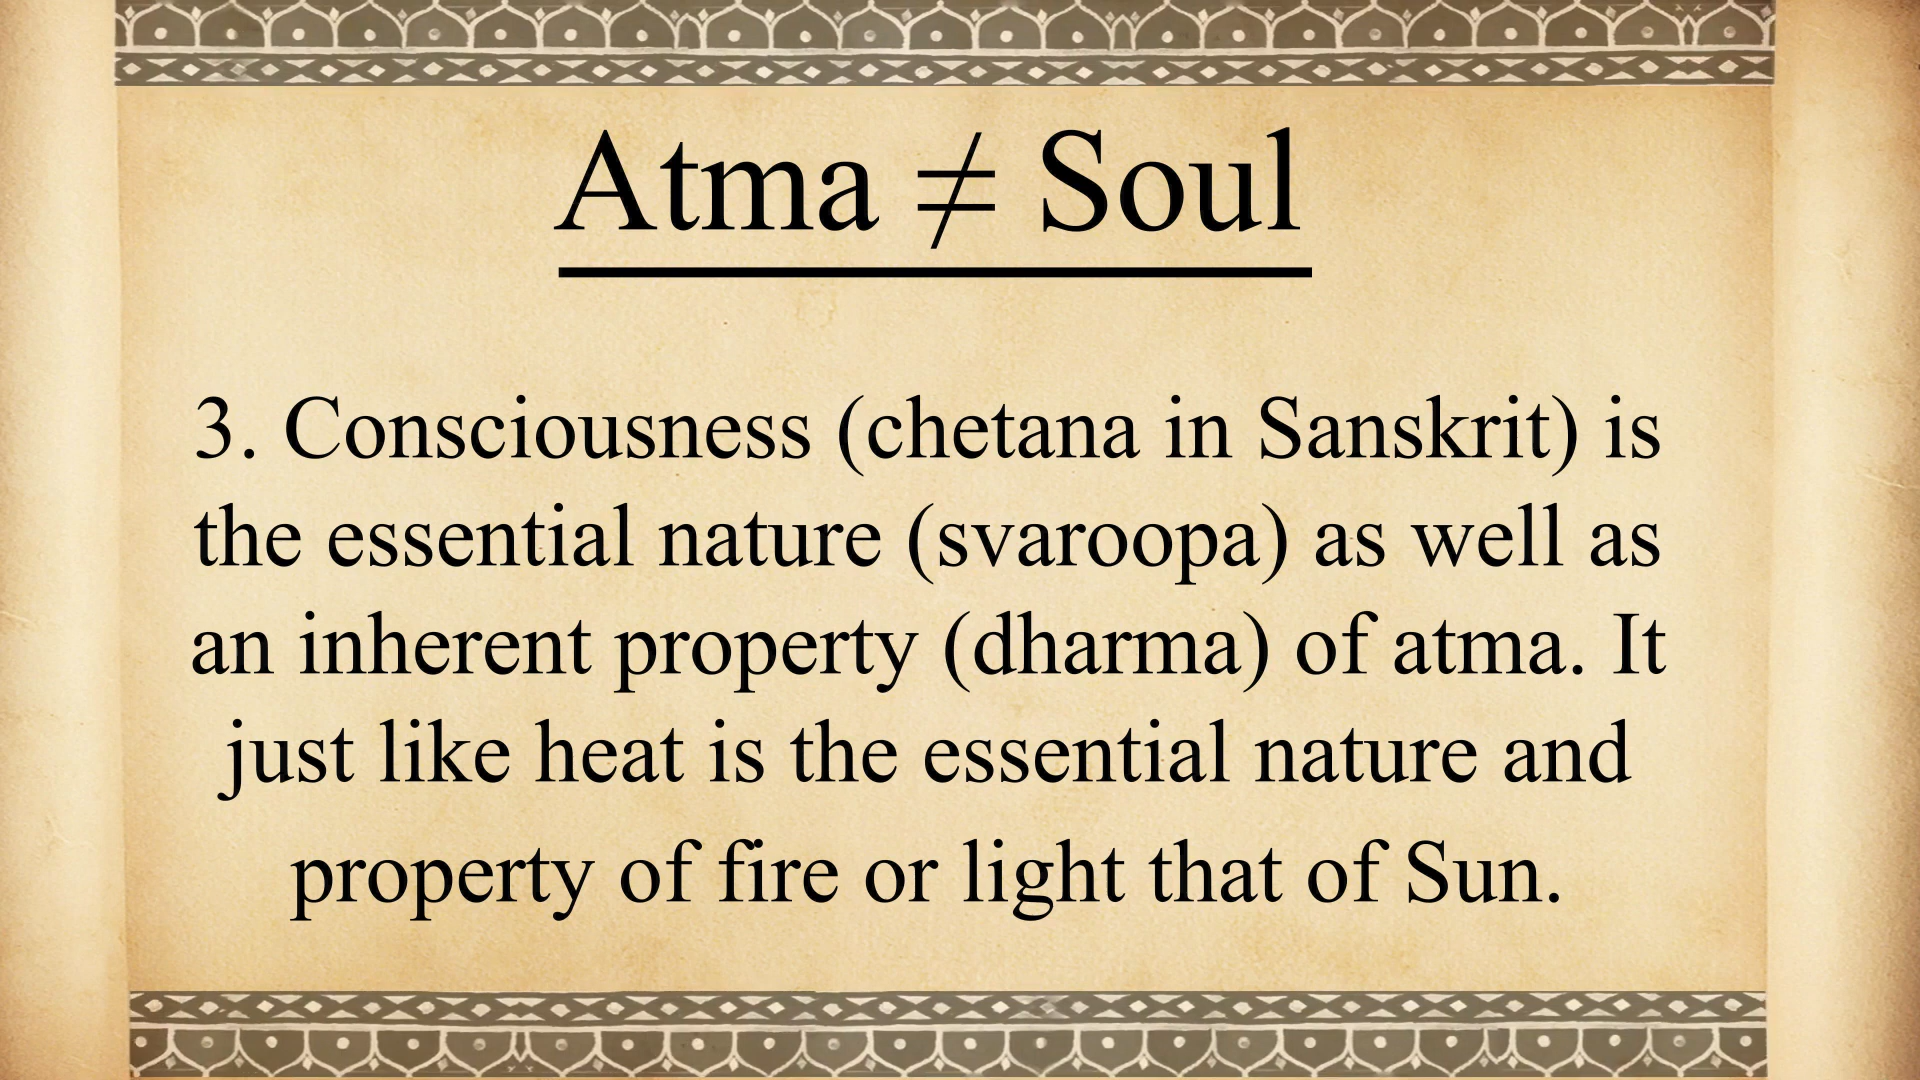 Atma ≠ Soul
3. Consciousness (chetana in Sanskrit) is
the essential nature (svaroopa) as well as
an inherent property (dharma) of atma. It
just like heat is the essential nature and
property of fire or light that of Sun.